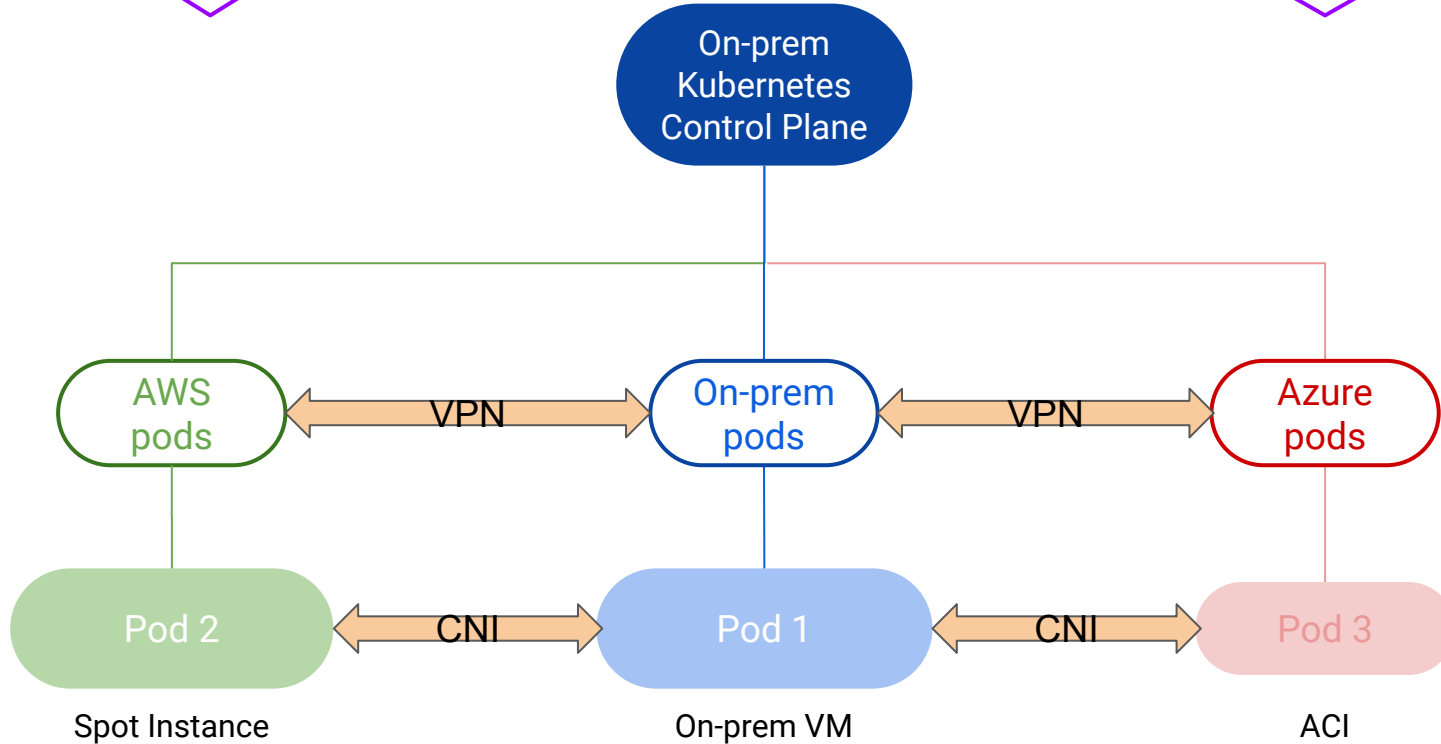 On-prem
Kubernetes
Control Plane
AWS
pods
VPN
On-prem
pods
VPN
Azure
pods
Pod 2
CNI
Pod 1
CNI
Pod 3
Spot Instance
On-prem VM
ACI